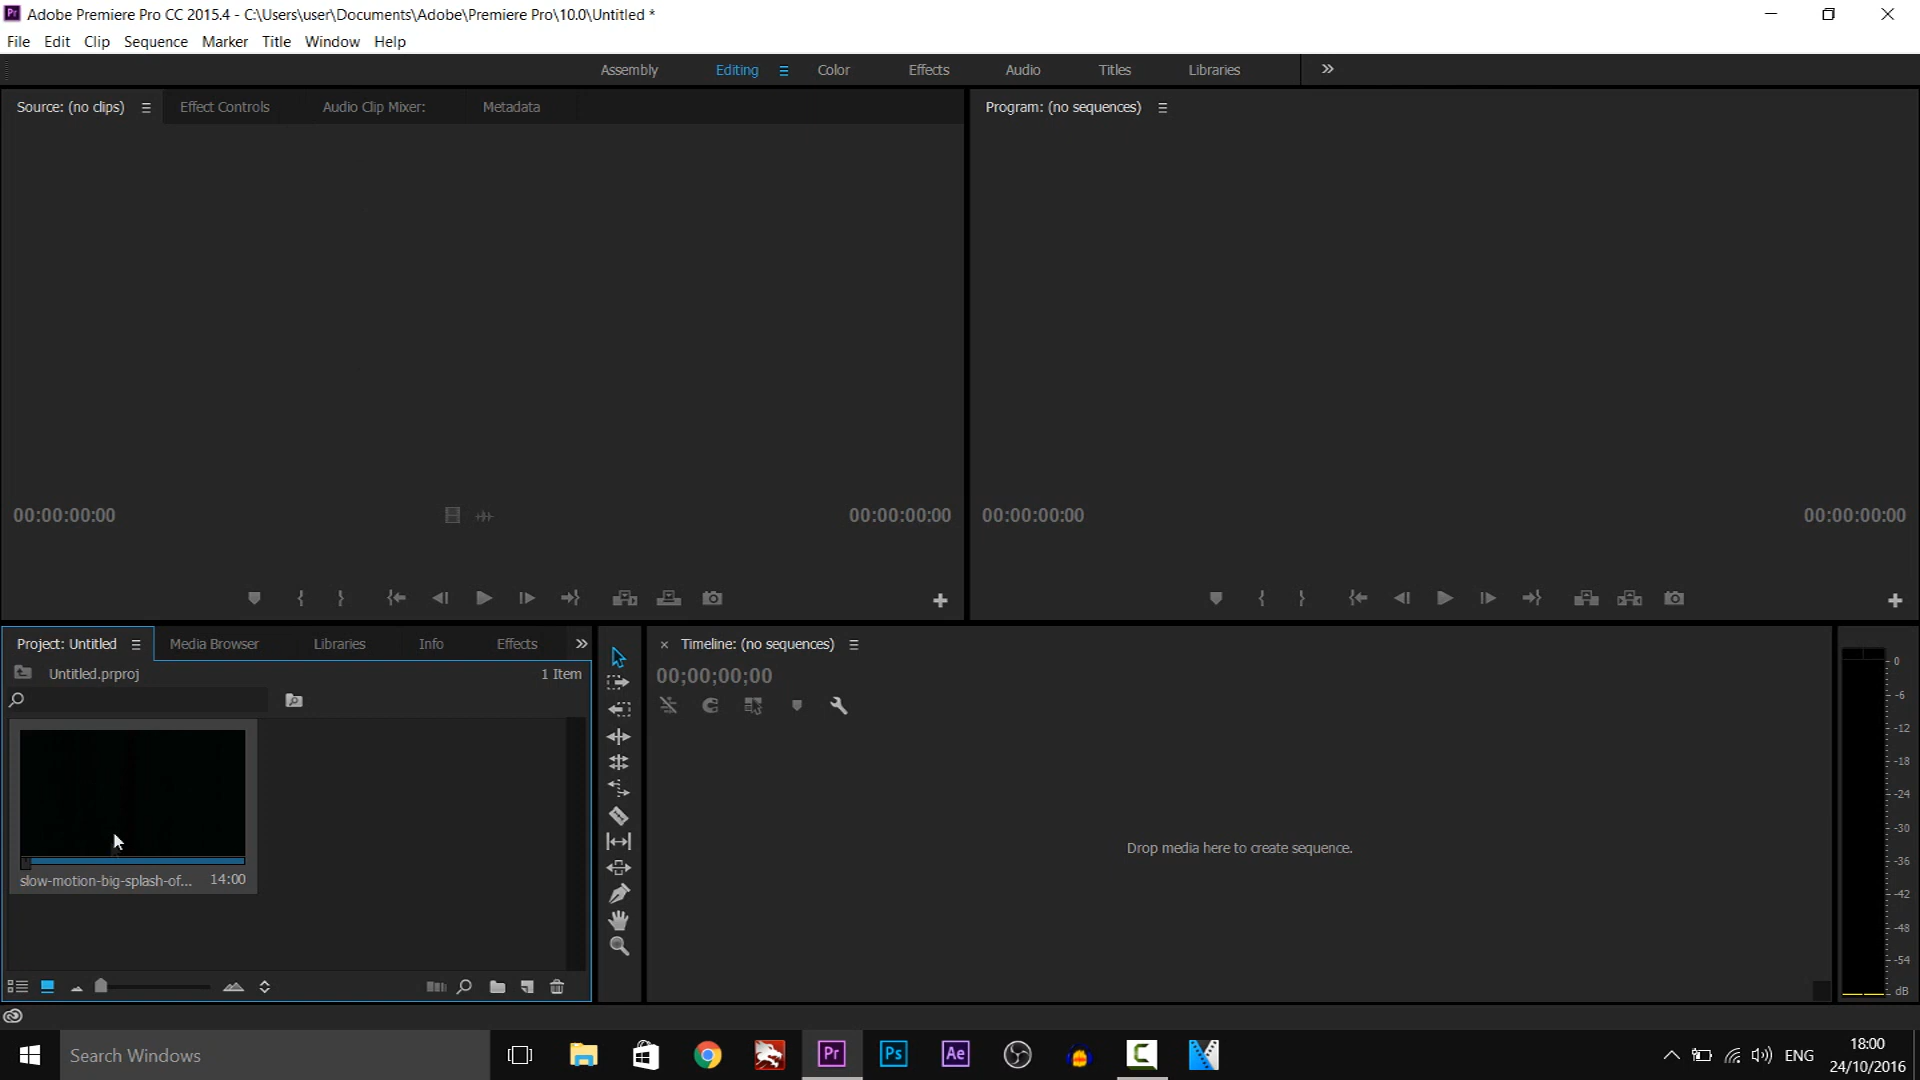 Adobe Premiere Pro CC 2015.4 - C:\Users\user\Documents\Adobe\Premiere Pro\10.0\Untitled *
File Edit Clip Sequence Marker Title Window Help
Assembly Editing Color Effects Audio Titles Libraries
Source: (no clips) Effect Controls Audio Clip Mixer: Metadata
Program: (no sequences)
00:00:00:00 00:00:00:00
00:00:00:00 00:00:00:00
Project: Untitled Media Browser Libraries Info Effects
Untitled.prproj 1 Item
slow-motion-big-splash-of... 14:00
Timeline: (no sequences)
00;00;00;00
Drop media here to create sequence.
0
-6
-12
-18
-24
-30
-36
-42
-48
-54
dB
Search Windows
Pr Ps Ae
ENG
18:00
24/10/2016